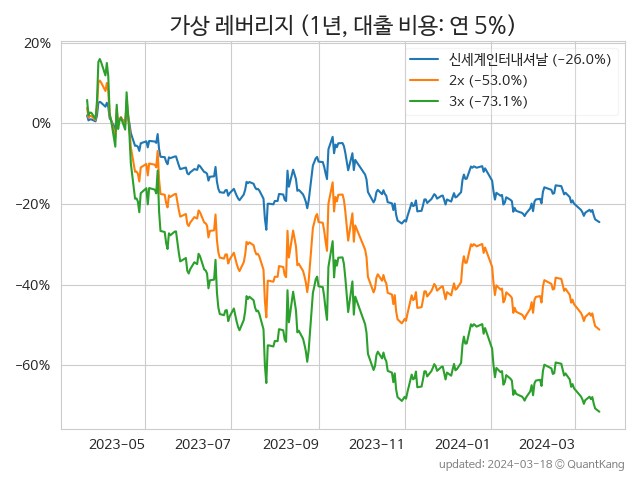 가상 레버리지 (1년, 대출 비용: 연 5%)
신세계인터내셔날 (−26.0%)
2x (−53.0%)
3x (−73.1%)
20%
0%
−20%
−40%
−60%
2023-05 2023-07 2023-09 2023-11 2024-01 2024-03
updated: 2024-03-18 © QuantKang